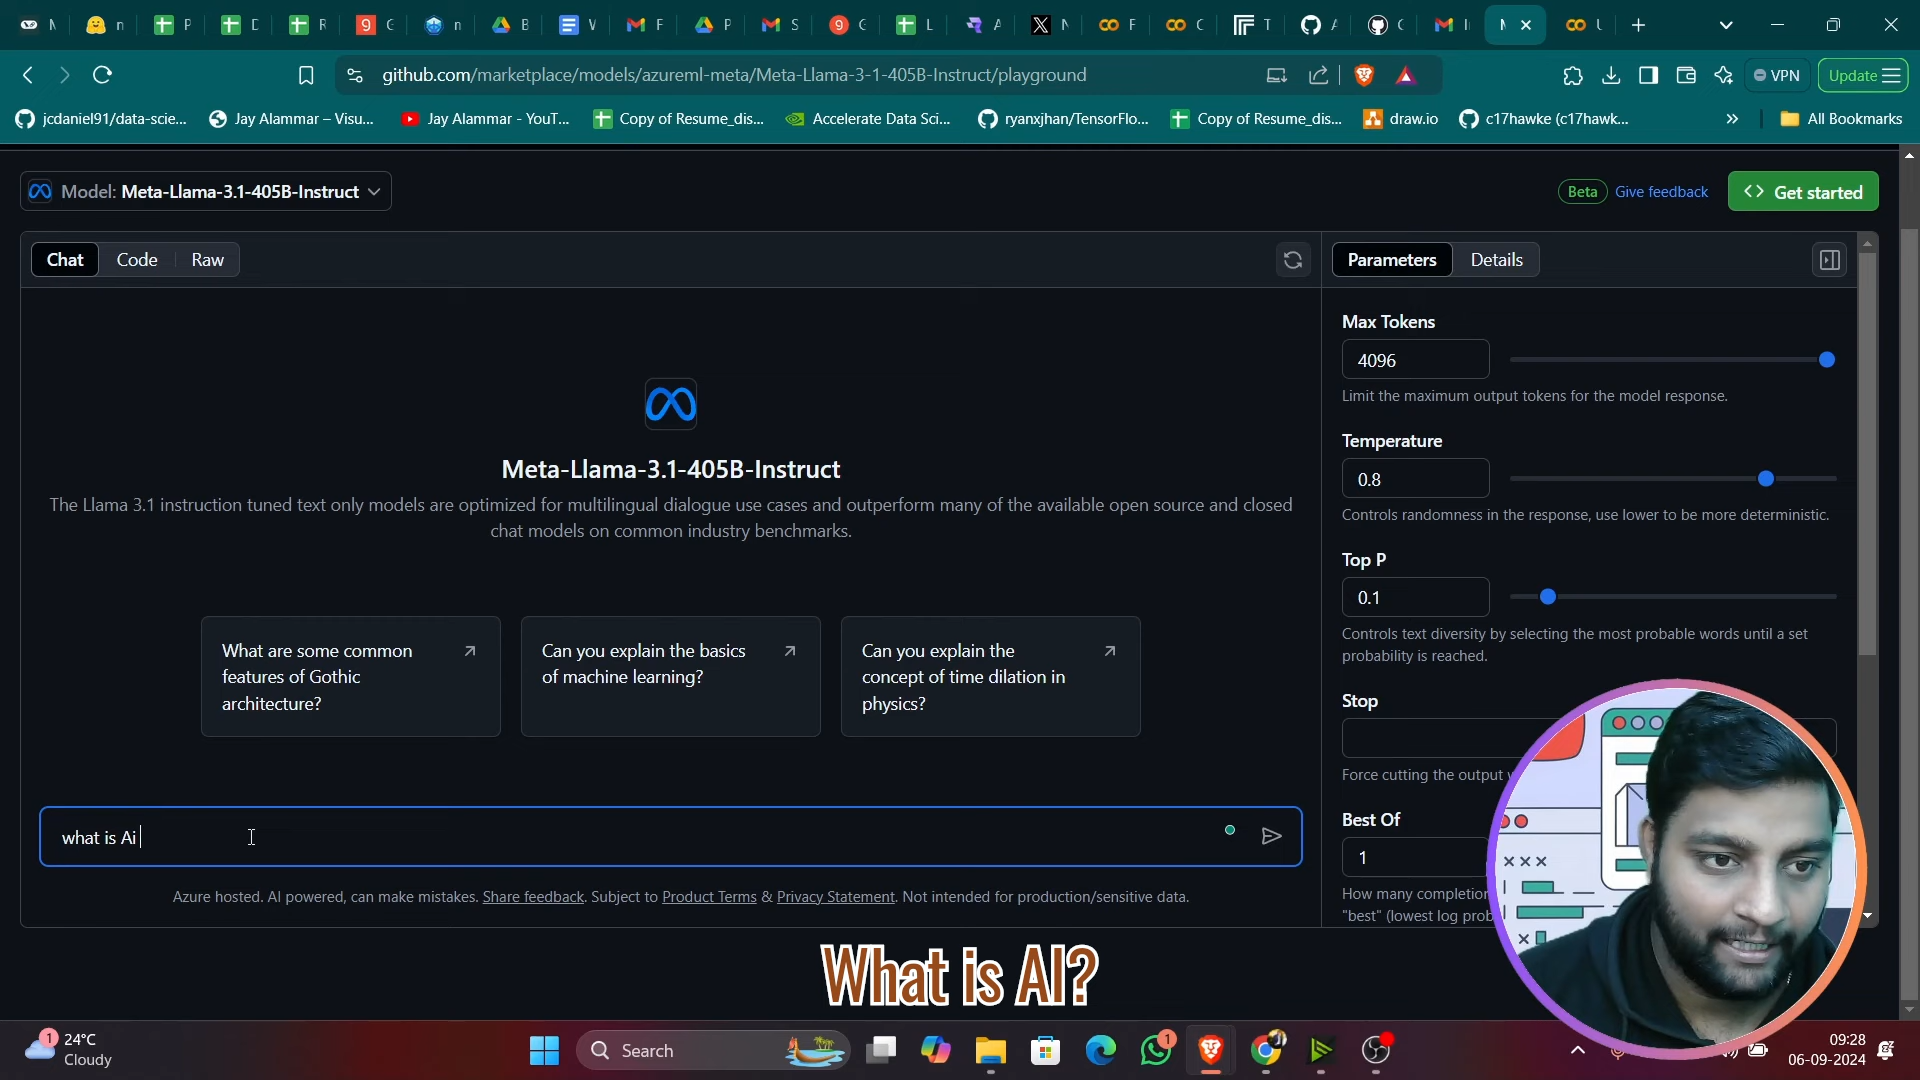 github.com/marketplace/models/azureml-meta/Meta-Llama-3-1-405B-Instruct/playground
VPN
Update
jcdaniel91/data-scie...
Jay Alammar – Visu...
Jay Alammar - YouT...
Copy of Resume_dis...
Accelerate Data Sci...
ryanxjhan/TensorFlo...
Copy of Resume_dis...
draw.io
c17hawke (c17hawk...
»
All Bookmarks
Model: Meta-Llama-3.1-405B-Instruct
Beta
Give feedback
Get started
Chat
Code
Raw
Parameters
Details
Meta-Llama-3.1-405B-Instruct
The Llama 3.1 instruction tuned text only models are optimized for multilingual dialogue use cases and outperform many of the available open source and closed
chat models on common industry benchmarks.
What are some common
features of Gothic
architecture?
Can you explain the basics
of machine learning?
Can you explain the
concept of time dilation in
physics?
what is Ai
Azure hosted. AI powered, can make mistakes. Share feedback. Subject to Product Terms & Privacy Statement. Not intended for production/sensitive data.
Max Tokens
4096
Limit the maximum output tokens for the model response.
Temperature
0.8
Controls randomness in the response, use lower to be more deterministic.
Top P
0.1
Controls text diversity by selecting the most probable words until a set
probability is reached.
Stop
Force cutting the output
Best Of
1
How many
"best" (lowest log
What is AI?
1
24°C
Cloudy
Search
1
09:28
06-09-2024